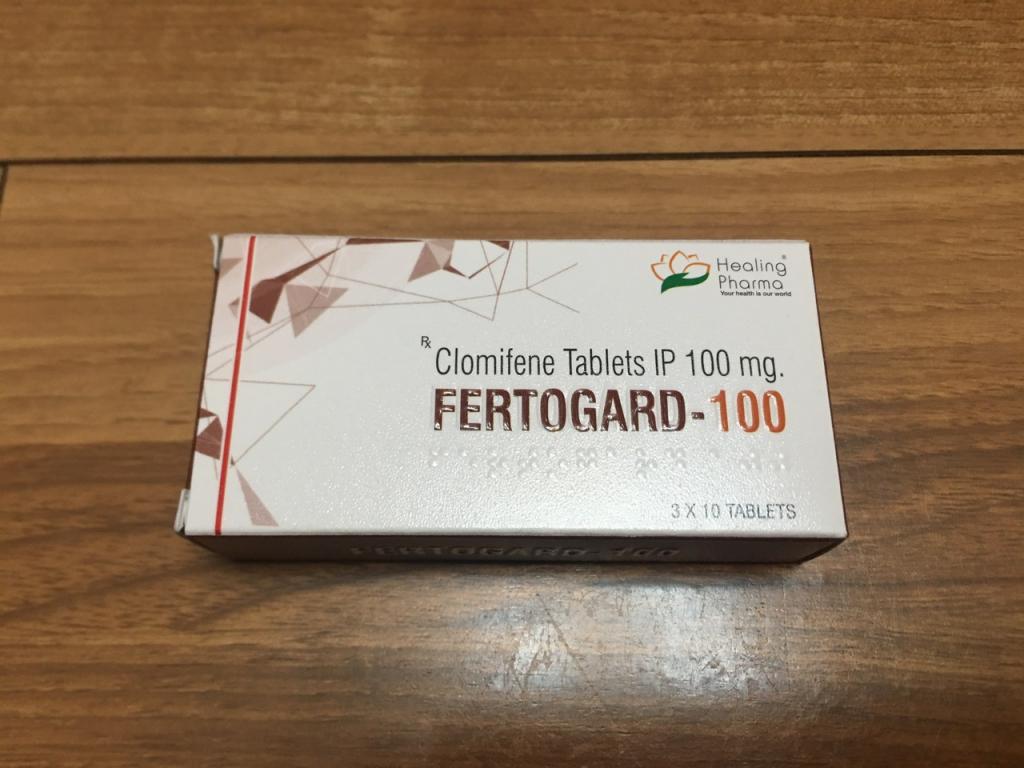 Healing®
Pharma
Your health is our world
Rx Clomifene Tablets IP 100 mg.
FERTOGARD-100
3 X 10 TABLETS
FERTOGARD-100